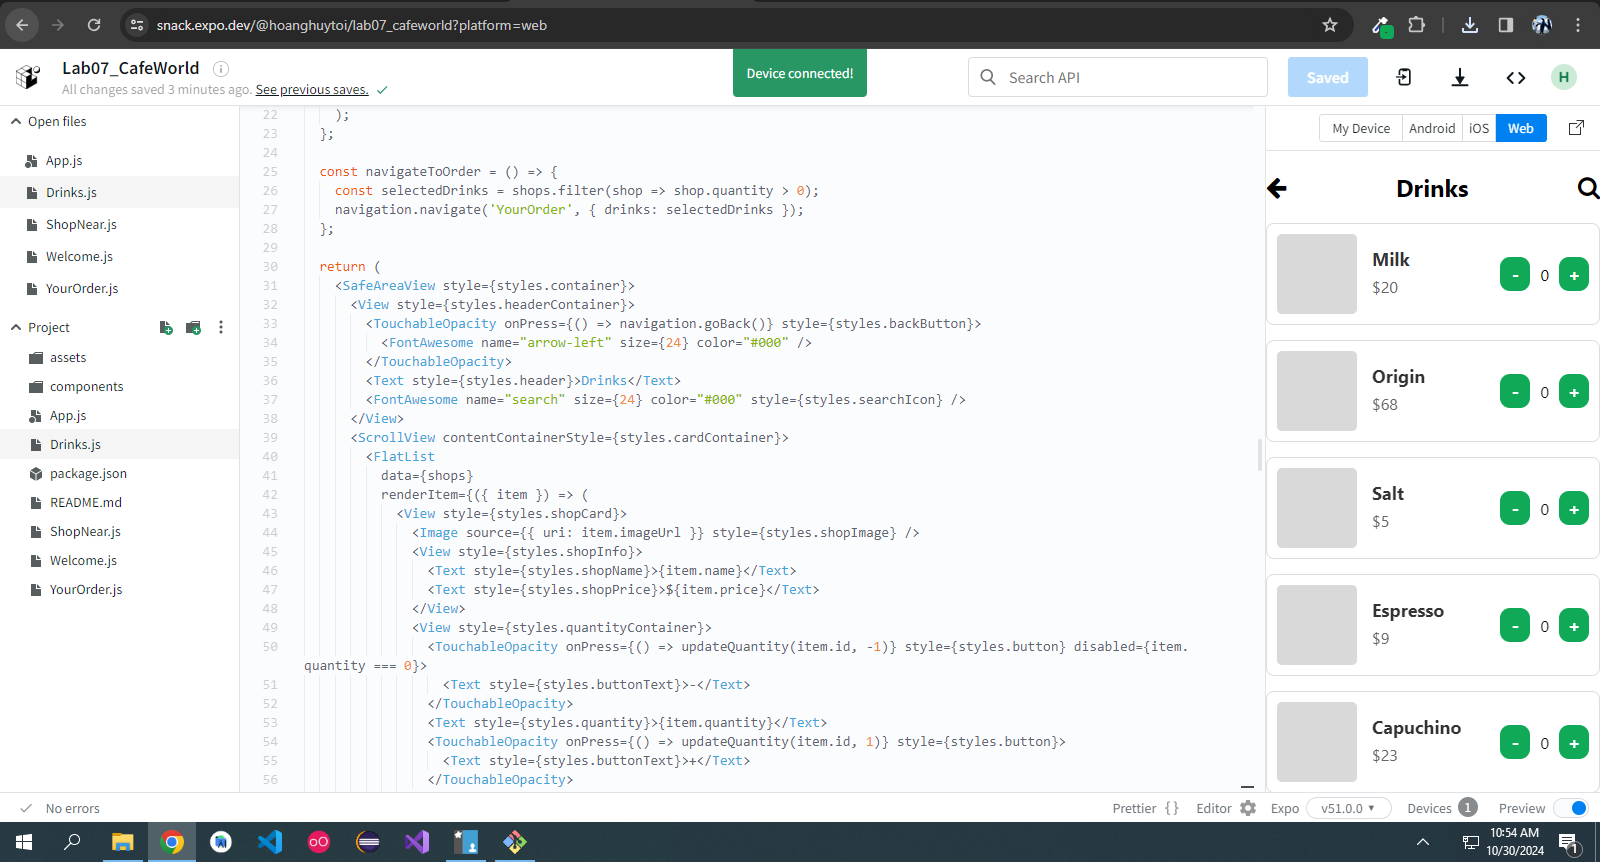 snack.expo.dev/@hoanghuytoj/lab07_cafeworld?platform=web
Lab07_CafeWorld
All changes saved 3 minutes ago. See previous saves.
Device connected!
Search API
Saved
H
Open files
App.js
Drinks.js
ShopNear.js
Welcome.js
YourOrder.js
Project
assets
components
App.js
Drinks.js
package.json
README.md
ShopNear.js
Welcome.js
YourOrder.js
22 );
23 };
24
25 const navigateToOrder = () => {
26 const selectedDrinks = shops.filter(shop => shop.quantity > 0);
27 navigation.navigate('YourOrder', { drinks: selectedDrinks });
28 };
29
30 return (
31 <SafeAreaView style={styles.container}>
32 <View style={styles.headerContainer}>
33 <TouchableOpacity onPress={() => navigation.goBack()} style={styles.backButton}>
34 <FontAwesome name="arrow-left" size={24} color="#000" />
35 </TouchableOpacity>
36 <Text style={styles.header}>Drinks</Text>
37 <FontAwesome name="search" size={24} color="#000" style={styles.searchIcon} />
38 </View>
39 <ScrollView contentContainerStyle={styles.cardContainer}>
40 <FlatList
41 data={shops}
42 renderItem={({ item }) => (
43 <View style={styles.shopCard}>
44 <Image source={{ uri: item.imageUrl }} style={styles.shopImage} />
45 <View style={styles.shopInfo}>
46 <Text style={styles.shopName}>{item.name}</Text>
47 <Text style={styles.shopPrice}>${item.price}</Text>
48 </View>
49 <View style={styles.quantityContainer}>
50 <TouchableOpacity onPress={() => updateQuantity(item.id, -1)} style={styles.button} disabled={item.
quantity === 0}>
51 <Text style={styles.buttonText}>-</Text>
52 </TouchableOpacity>
53 <Text style={styles.quantity}>{item.quantity}</Text>
54 <TouchableOpacity onPress={() => updateQuantity(item.id, 1)} style={styles.button}>
55 <Text style={styles.buttonText}>+</Text>
56 </TouchableOpacity>
My Device Android iOS Web
Drinks
Milk
$20
- 0 +
Origin
$68
- 0 +
Salt
$5
- 0 +
Espresso
$9
- 0 +
Capuchino
$23
- 0 +
No errors
Prettier {} Editor Expo v51.0.0 Devices 1 Preview
10:54 AM
10/30/2024
1